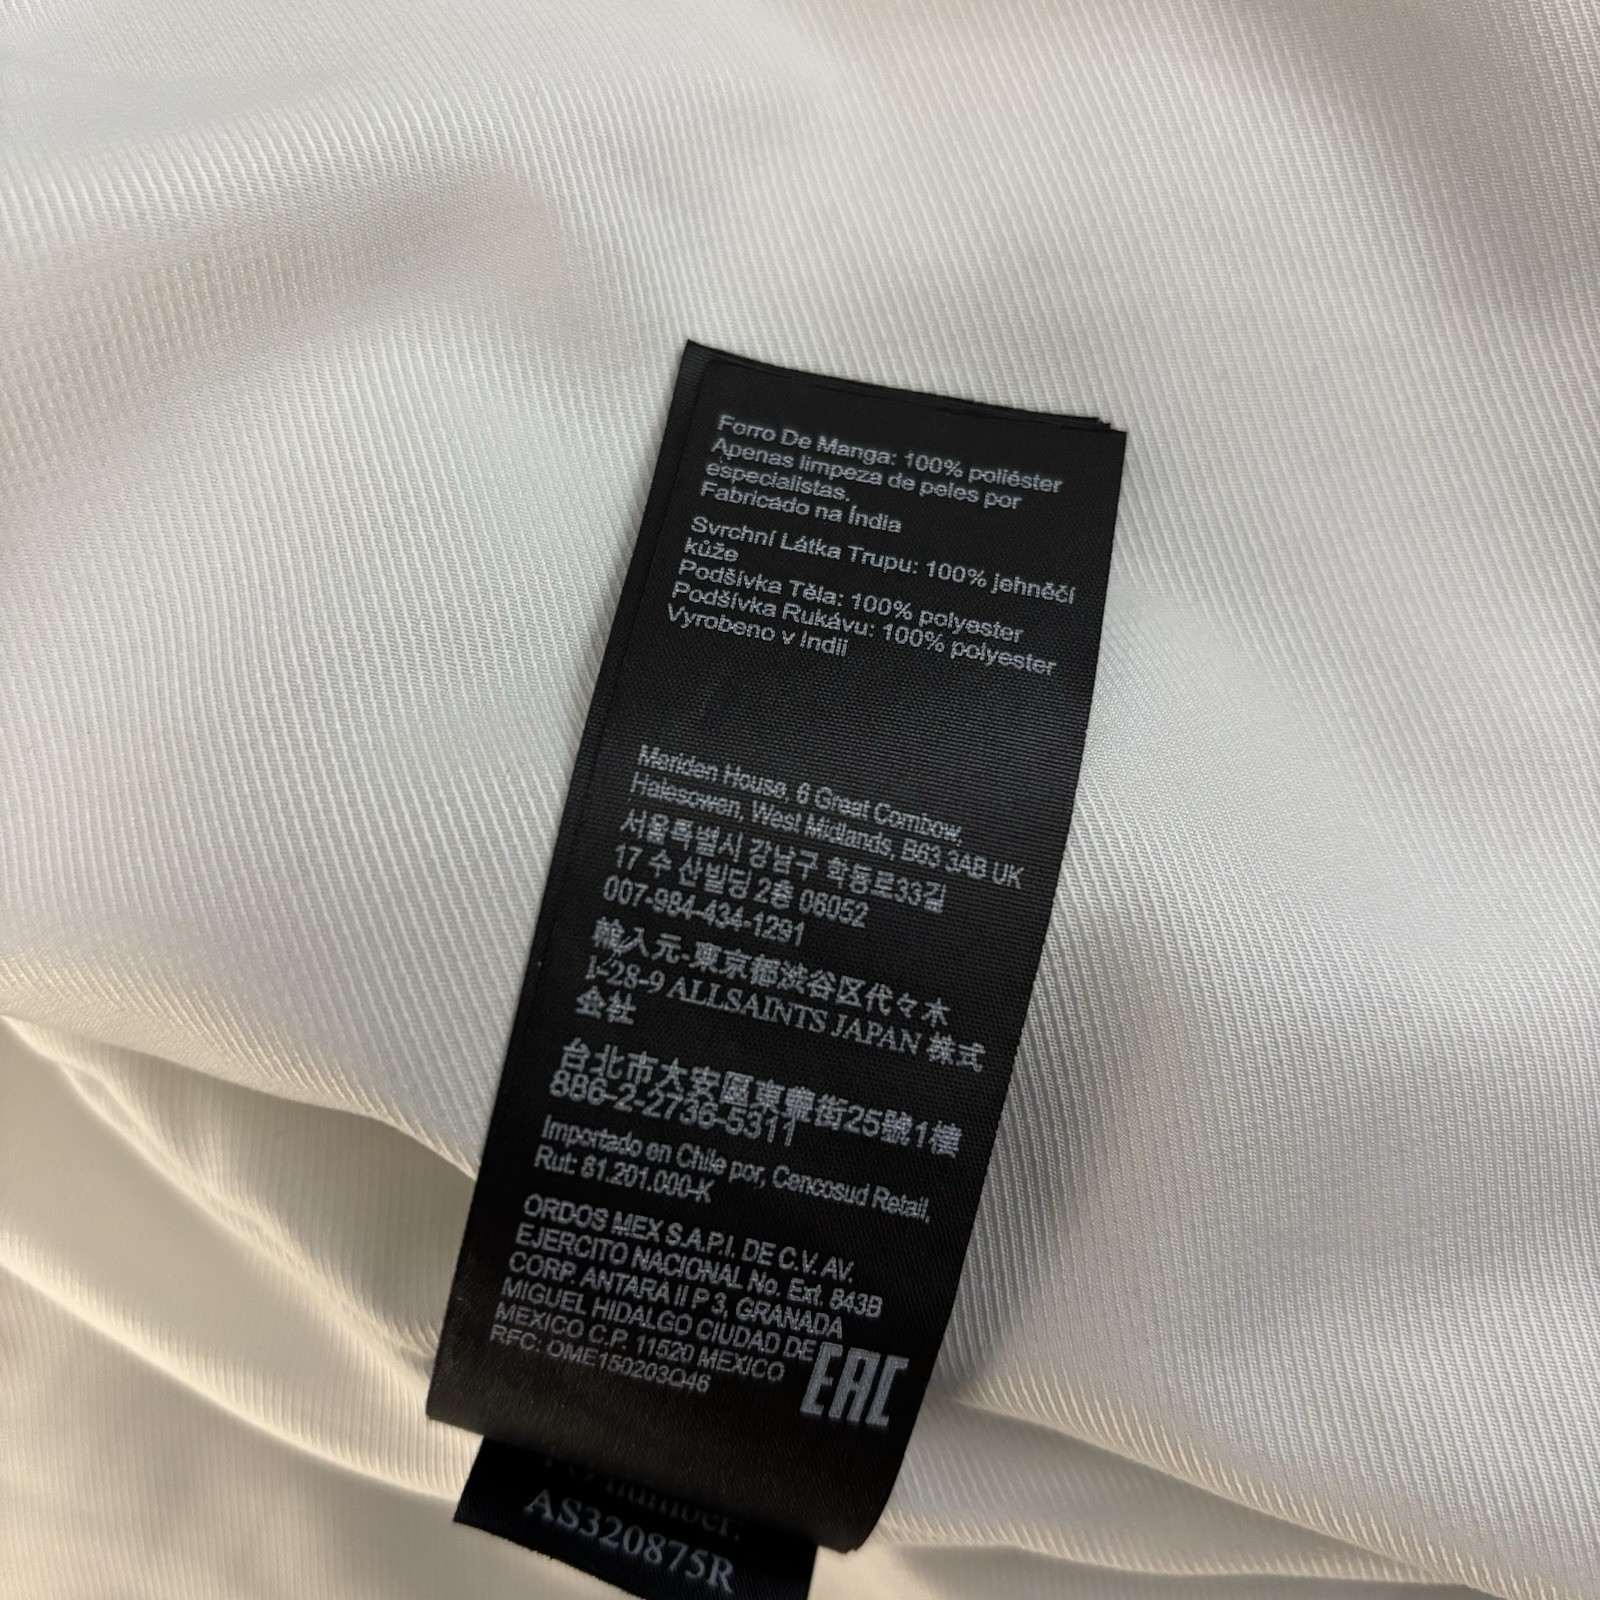 Forro De Manga: 100% poliéster
Apenas limpeza de peles por
especialistas.
Fabricado na Índia
Svrchní Látka Trupu: 100% jehněčí
kůže
Podšívka Těla: 100% polyester
Podšívka Rukávu: 100% polyester
Vyrobeno v Indii
Meriden House, 6 Great Cornbow,
Halesowen, West Midlands, B63 3AB UK
서울특별시 강남구 학동로33길
17 수 산빌딩 2층 06052
007-984-434-1291
輸入元-東京都渋谷区代々木
1-28-9 ALLSAINTS JAPAN 株式
会社
台北市大安區東豐街25號1樓
886-2-2736-5311
Importado en Chile por, Cencosud Retail,
Rut: 81.201.000-K
ORDOS MEX S.A.P.I. DE C.V. AV.
EJERCITO NACIONAL No. Ext. 843B
CORP. ANTARA II P 3, GRANADA
MIGUEL HIDALGO CIUDAD DE
MEXICO C.P. 11520 MEXICO
RFC: OME150203Q46
EAC
number:
AS320875R